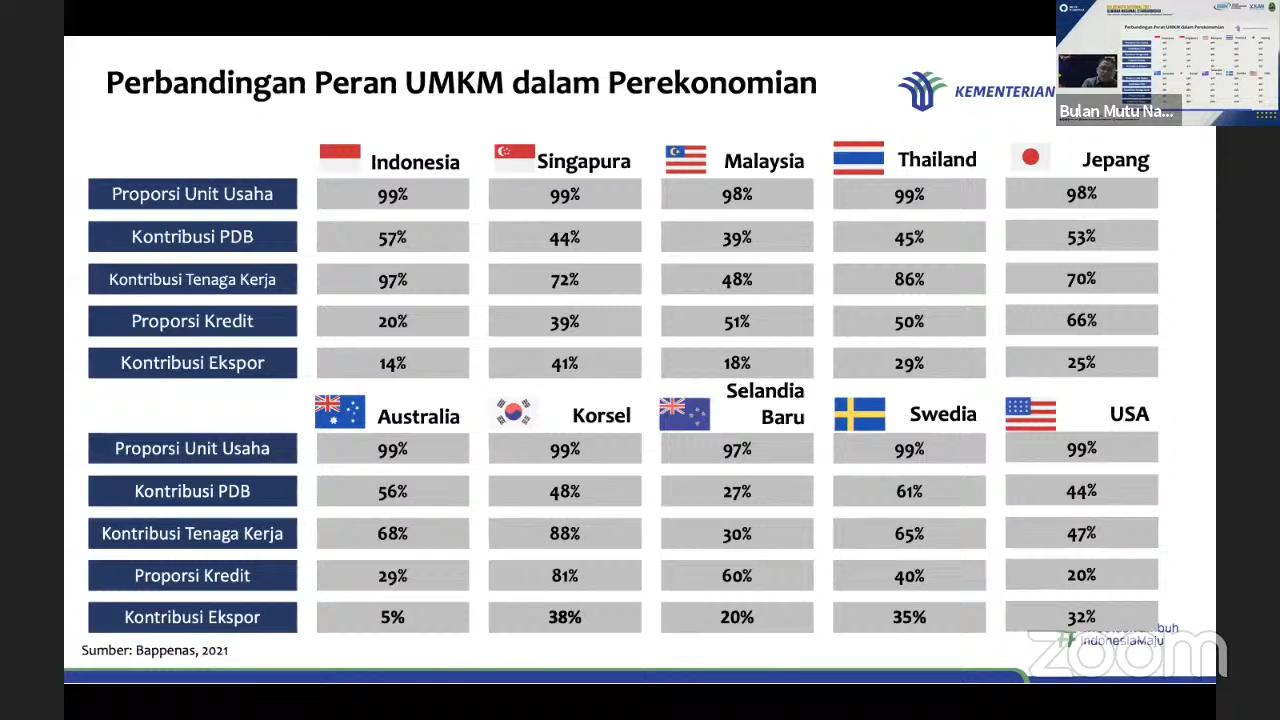 Perbandingan Peran UMKM dalam Perekonomian
KEMENTERIAN
Bulan Mutu Na...
Indonesia Singapura Malaysia Thailand Jepang
Proporsi Unit Usaha 99% 99% 98% 99% 98%
Kontribusi PDB 57% 44% 39% 45% 53%
Kontribusi Tenaga Kerja 97% 72% 48% 86% 70%
Proporsi Kredit 20% 39% 51% 50% 66%
Kontribusi Ekspor 14% 41% 18% 29% 25%
Australia Korsel Selandia Baru Swedia USA
Proporsi Unit Usaha 99% 99% 97% 99% 99%
Kontribusi PDB 56% 48% 27% 61% 44%
Kontribusi Tenaga Kerja 68% 88% 30% 65% 47%
Proporsi Kredit 29% 81% 60% 40% 20%
Kontribusi Ekspor 5% 38% 20% 35% 32%
IndonesiaMaju
zoom
Sumber: Bappenas, 2021